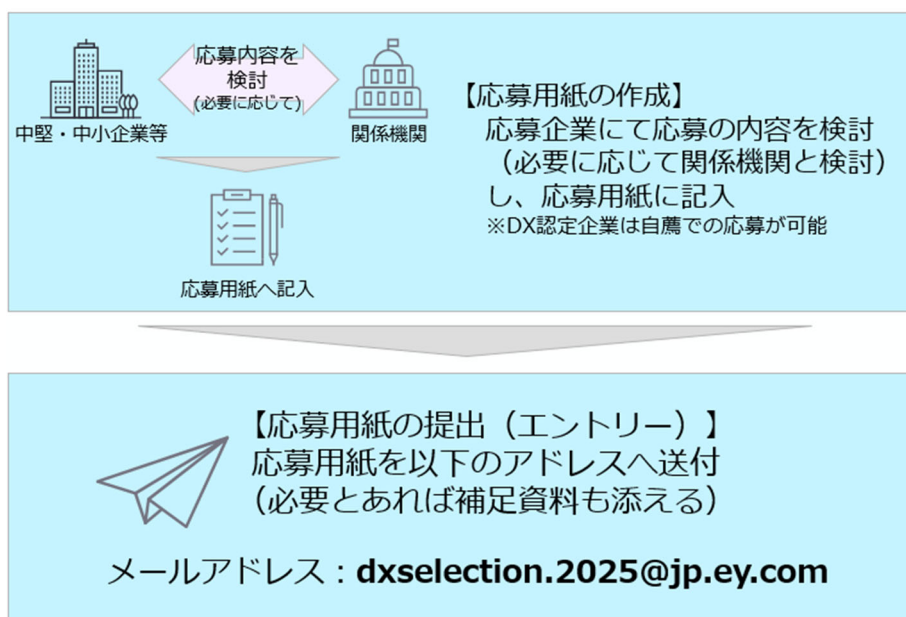 応募内容を
検討
(必要に応じて)
中堅・中小企業等
関係機関
応募用紙へ記入
【応募用紙の作成】
応募企業にて応募の内容を検討
（必要に応じて関係機関と検討）
し、応募用紙に記入
※DX認定企業は自薦での応募が可能
【応募用紙の提出（エントリー）】
応募用紙を以下のアドレスへ送付
（必要とあれば補足資料も添える）
メールアドレス：dxselection.2025@jp.ey.com